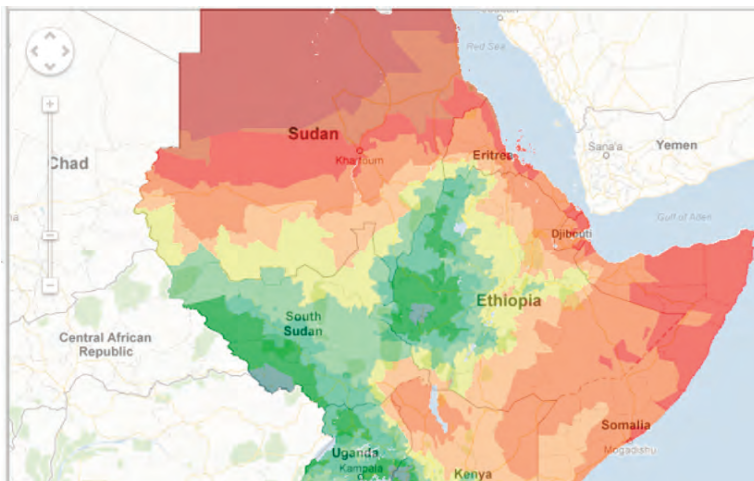 Red Sea
Sudan
Khartoum
Chad
Eritrea
Sana'a
Yemen
Gulf of Aden
Djibouti
Ethiopia
South
Sudan
Central African
Republic
Somalia
Mogadishu
Uganda
Kampala
Kenya